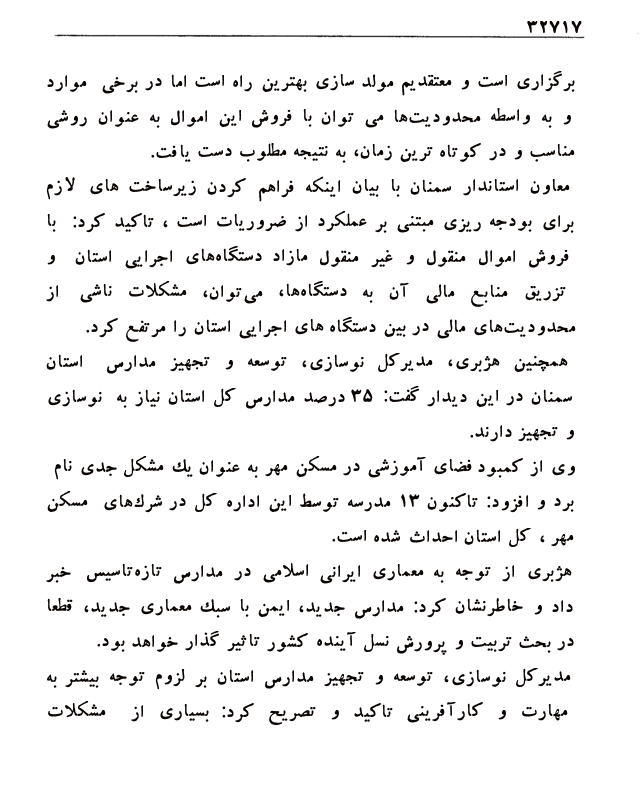 ۳۲۷۱۷
برگزاری است و معتقدیم مولد سازی بهترین راه است اما در برخی موارد
و به واسطه محدودیت‌ها می توان با فروش این اموال به عنوان روشی
مناسب و در کوتاه ترین زمان، به نتیجه مطلوب دست یافت.
معاون استاندار سمنان با بیان اینکه فراهم کردن زیرساخت های لازم
برای بودجه ریزی مبتنی بر عملکرد از ضروریات است ، تاکید کرد: با
فروش اموال منقول و غیر منقول مازاد دستگاه‌های اجرایی استان و
تزریق منابع مالی آن به دستگاه‌ها، می‌توان، مشکلات ناشی از
محدودیت‌های مالی در بین دستگاه های اجرایی استان را مرتفع کرد.
همچنین هژبری، مدیرکل نوسازی، توسعه و تجهیز مدارس استان
سمنان در این دیدار گفت: ۳۵ درصد مدارس کل استان نیاز به نوسازی
و تجهیز دارند.
وی از کمبود فضای آموزشی در مسکن مهر به عنوان یك مشکل جدی نام
برد و افزود: تاکنون ۱۳ مدرسه توسط این اداره کل در شرك‌های مسکن
مهر ، کل استان احداث شده است.
هژبری از توجه به معماری ایرانی اسلامی در مدارس تازه‌تاسیس خبر
داد و خاطرنشان کرد: مدارس جدید، ایمن با سبك معماری جدید، قطعا
در بحث تربیت و پرورش نسل آینده کشور تاثیر گذار خواهد بود.
مدیرکل نوسازی، توسعه و تجهیز مدارس استان بر لزوم توجه بیشتر به
مهارت و کارآفرینی تاکید و تصریح کرد: بسیاری از مشکلات